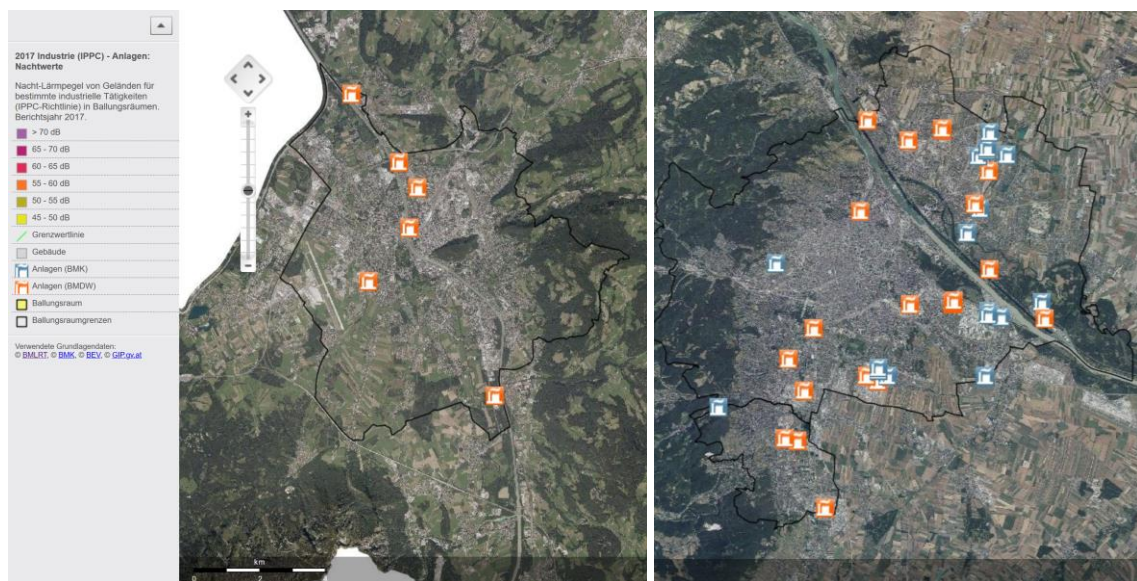 2017 Industrie (IPPC) - Anlagen:
Nachtwerte
Nacht-Lärmpegel von Geländen für
bestimmte industrielle Tätigkeiten
(IPPC-Richtlinie) in Ballungsräumen.
Berichtsjahr 2017.
> 70 dB
65 - 70 dB
60 - 65 dB
55 - 60 dB
50 - 55 dB
45 - 50 dB
Grenzwertlinie
Gebäude
Anlagen (BMK)
Anlagen (BMDW)
Ballungsraum
Ballungsraumgrenzen
Verwendete Grundlagendaten:
© BMLRT, © BMK, © BEV, © GIP.gv.at
km
0 2